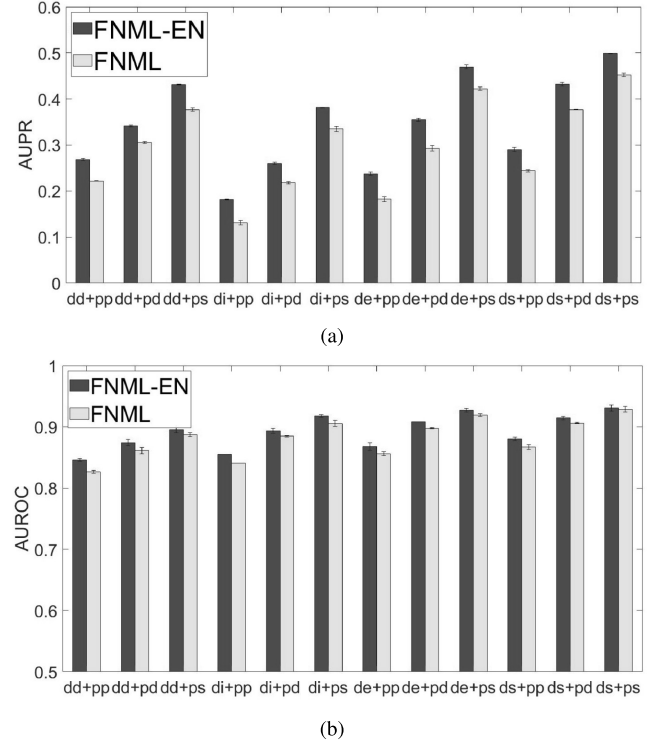 0.6
0.5
0.4
0.3
0.2
0.1
0
AUPR
FNML-EN
FNML
dd+pp dd+pd dd+ps di+pp di+pd di+ps de+pp de+pd de+ps ds+pp ds+pd ds+ps
(a)
1
0.9
0.8
0.7
0.6
0.5
AUROC
FNML-EN
FNML
dd+pp dd+pd dd+ps di+pp di+pd di+ps de+pp de+pd de+ps ds+pp ds+pd ds+ps
(b)